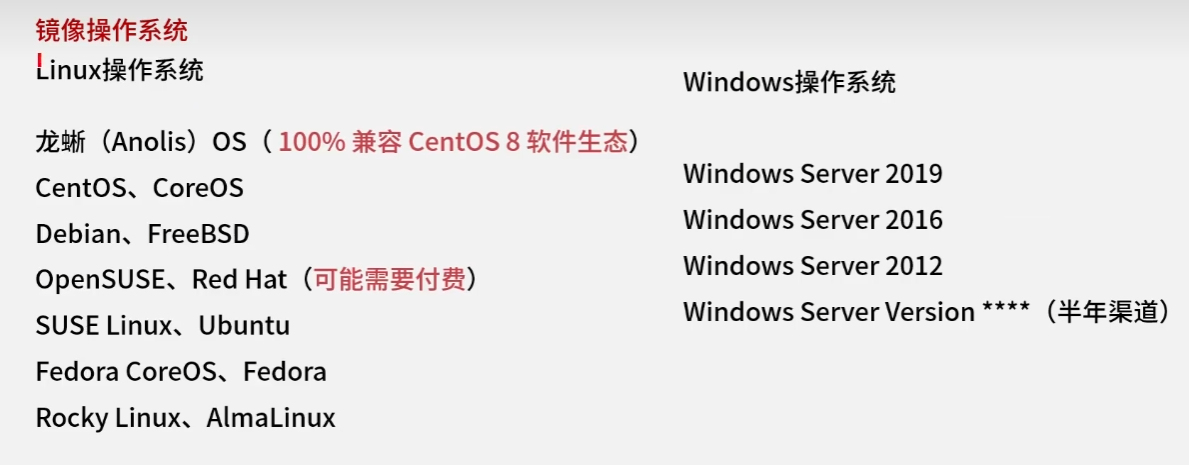 镜像操作系统
Linux操作系统
龙蜥（Anolis）OS（ 100% 兼容 CentOS 8 软件生态）
CentOS、CoreOS
Debian、FreeBSD
OpenSUSE、Red Hat（可能需要付费）
SUSE Linux、Ubuntu
Fedora CoreOS、Fedora
Rocky Linux、AlmaLinux
Windows操作系统
Windows Server 2019
Windows Server 2016
Windows Server 2012
Windows Server Version ****（半年渠道）